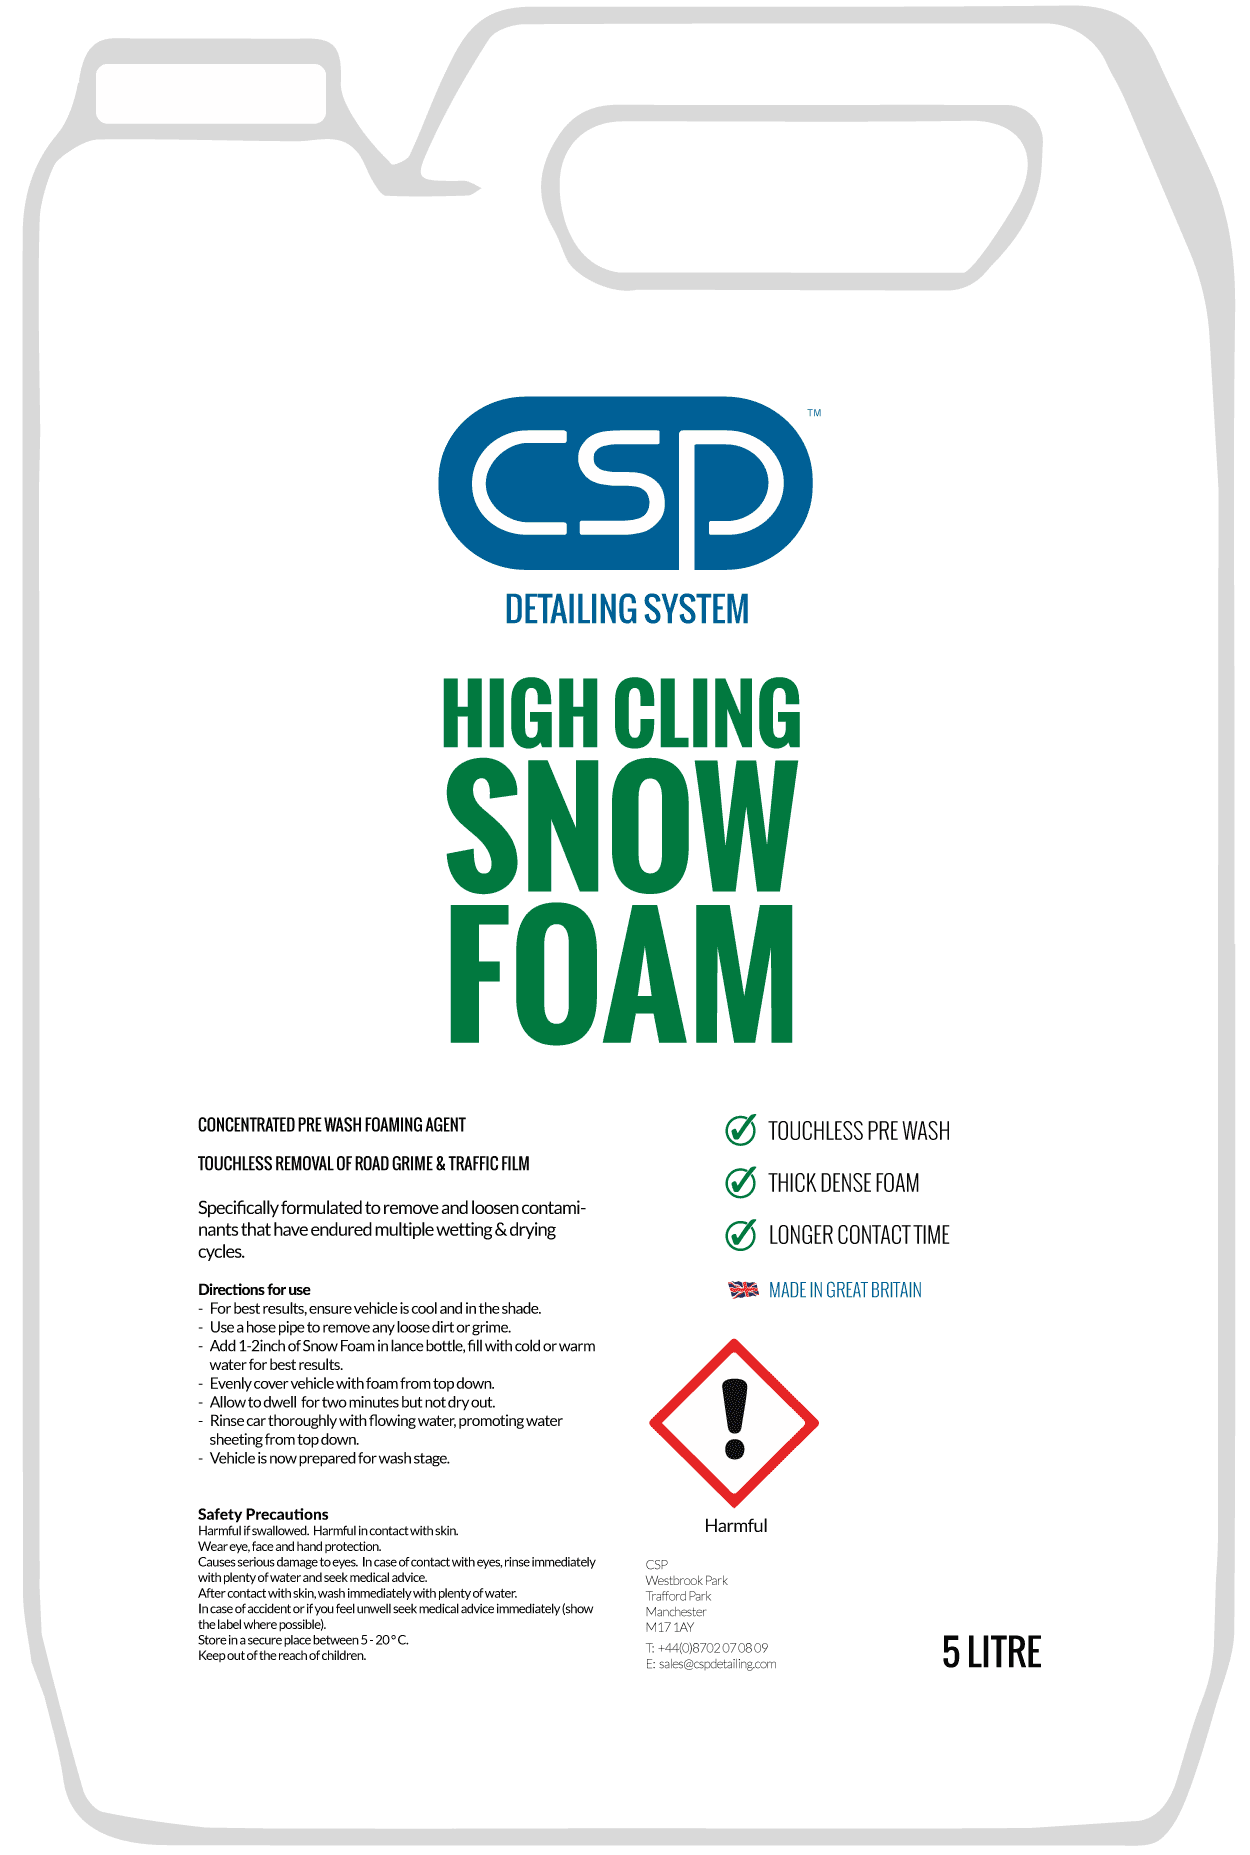 CSP
TM
DETAILING SYSTEM
HIGH CLING
SNOW
FOAM
CONCENTRATED PRE WASH FOAMING AGENT
TOUCHLESS REMOVAL OF ROAD GRIME & TRAFFIC FILM
Specifically formulated to remove and loosen contami-
nants that have endured multiple wetting & drying
cycles.
Directions for use
- For best results, ensure vehicle is cool and in the shade.
- Use a hose pipe to remove any loose dirt or grime.
- Add 1-2inch of Snow Foam in lance bottle, fill with cold or warm
water for best results.
- Evenly cover vehicle with foam from top down.
- Allow to dwell for two minutes but not dry out.
- Rinse car thoroughly with flowing water, promoting water
sheeting from top down.
- Vehicle is now prepared for wash stage.
Safety Precautions
Harmful if swallowed. Harmful in contact with skin.
Wear eye, face and hand protection.
Causes serious damage to eyes. In case of contact with eyes, rinse immediately
with plenty of water and seek medical advice.
After contact with skin, wash immediately with plenty of water.
In case of accident or if you feel unwell seek medical advice immediately (show
the label where possible).
Store in a secure place between 5 - 20° C.
Keep out of the reach of children.
TOUCHLESS PRE WASH
THICK DENSE FOAM
LONGER CONTACT TIME
MADE IN GREAT BRITAIN
Harmful
CSP
Westbrook Park
Trafford Park
Manchester
M17 1AY
T: +44(0)8702 07 08 09
E: sales@cspdetailing.com
5 LITRE